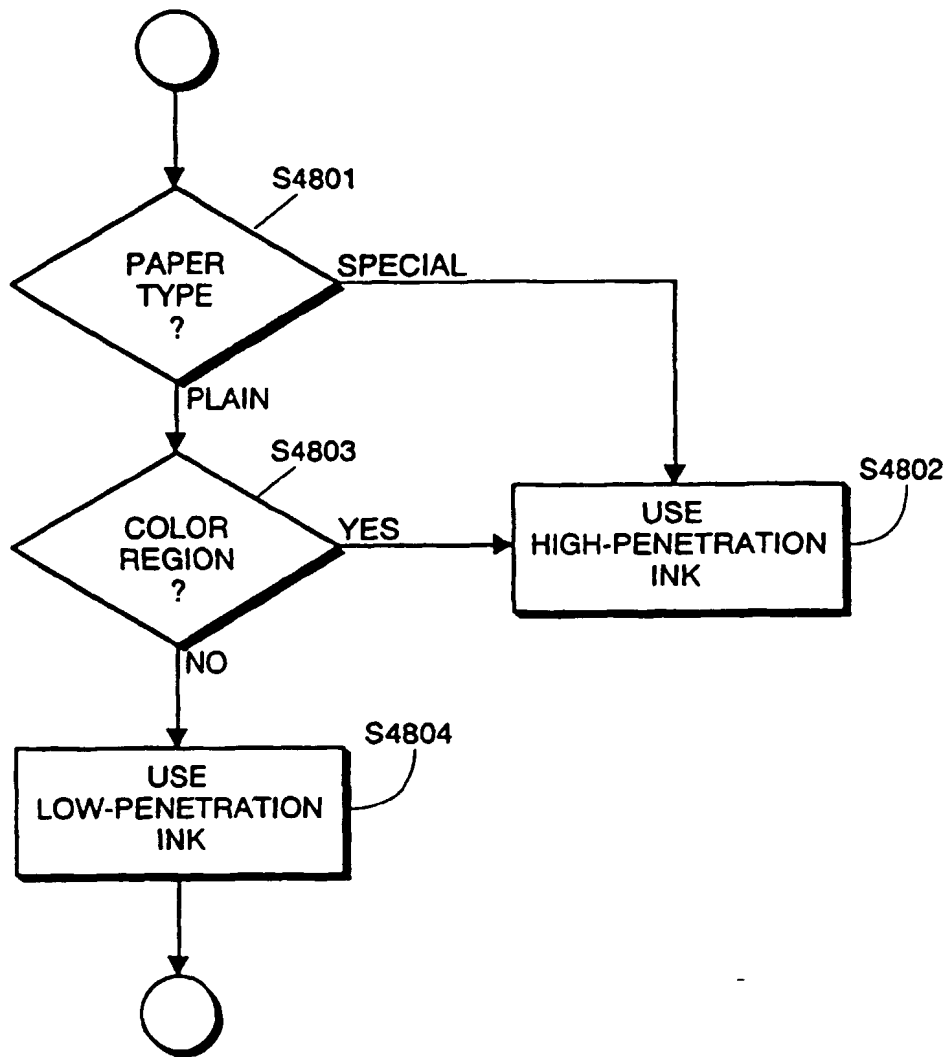 S4801
PAPER
TYPE
?
SPECIAL
PLAIN
S4803
COLOR
REGION
?
YES
S4802
USE
HIGH-PENETRATION
INK
NO
S4804
USE
LOW-PENETRATION
INK